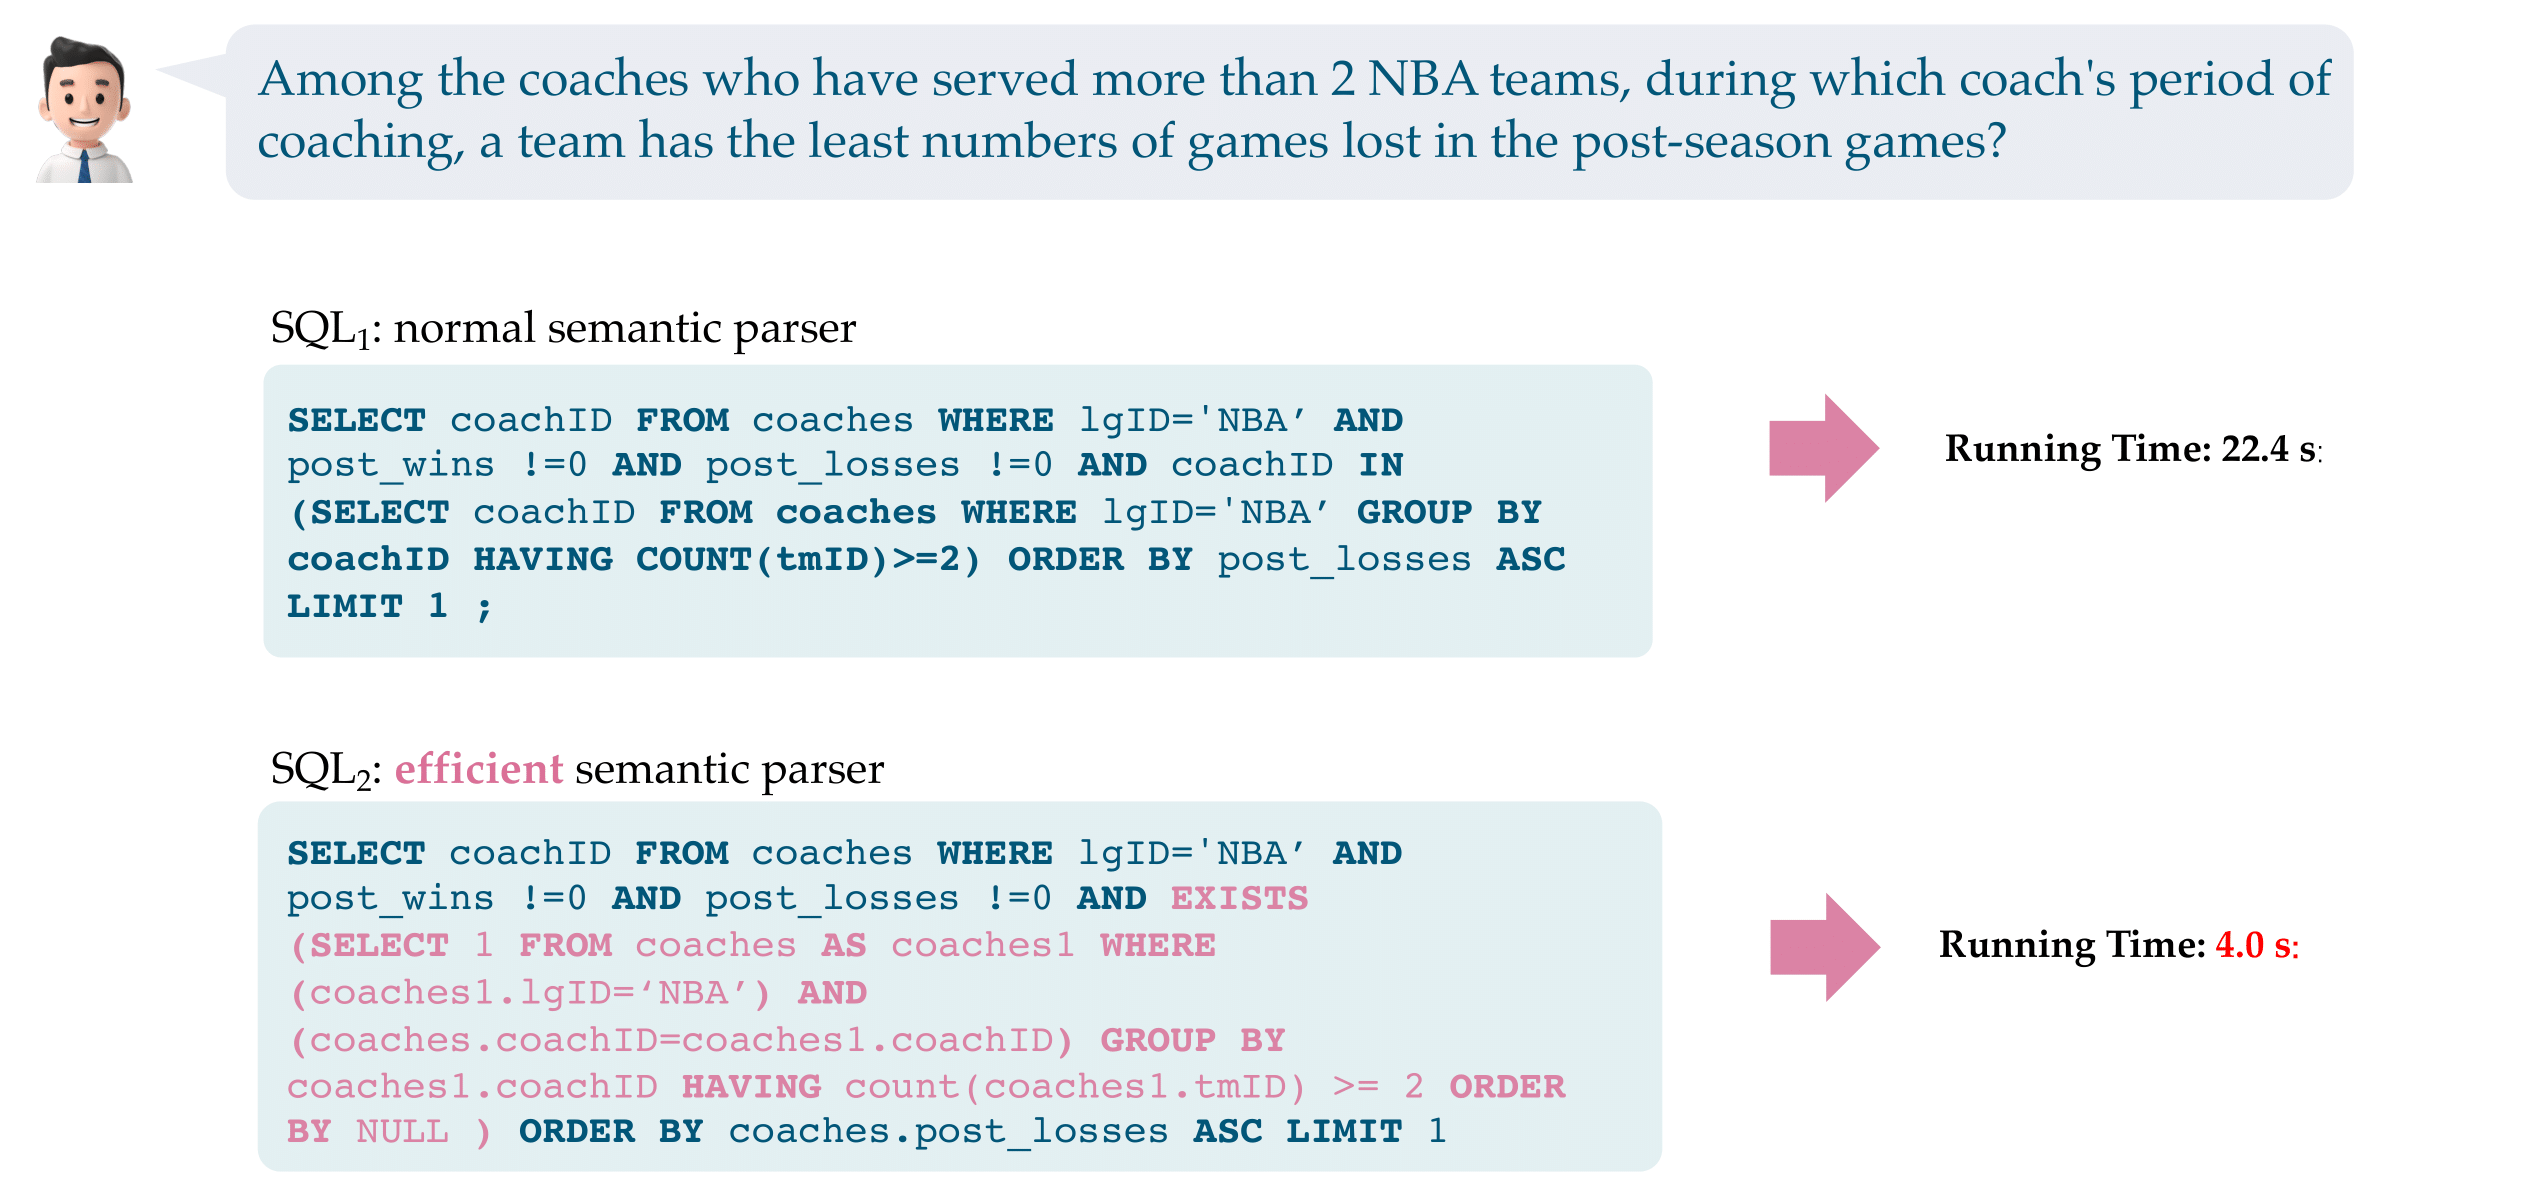 Among the coaches who have served more than 2 NBA teams, during which coach's period of
coaching, a team has the least numbers of games lost in the post-season games?
SQL₁: normal semantic parser
SELECT coachID FROM coaches WHERE lgID='NBA’ AND
post_wins !=0 AND post_losses !=0 AND coachID IN
(SELECT coachID FROM coaches WHERE lgID='NBA’ GROUP BY
coachID HAVING COUNT(tmID)>=2) ORDER BY post_losses ASC
LIMIT 1 ;
Running Time: 22.4 s:
SQL₂: efficient semantic parser
SELECT coachID FROM coaches WHERE lgID='NBA’ AND
post_wins !=0 AND post_losses !=0 AND EXISTS
(SELECT 1 FROM coaches AS coaches1 WHERE
(coaches1.lgID=‘NBA’) AND
(coaches.coachID=coaches1.coachID) GROUP BY
coaches1.coachID HAVING count(coaches1.tmID) >= 2 ORDER
BY NULL ) ORDER BY coaches.post_losses ASC LIMIT 1
Running Time: 4.0 s: